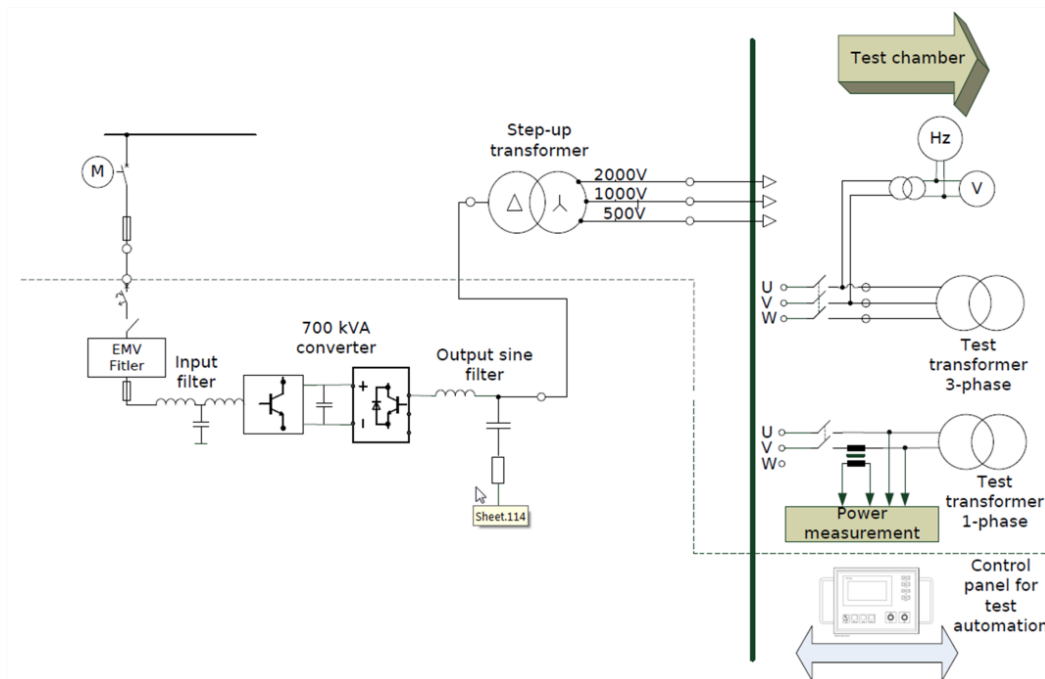 Test chamber
Hz
V
M
Step-up
transformer
2000V
1000V
500V
U
V
W
Test
transformer
3-phase
700 kVA
converter
EMV
Fitler
Input
filter
Output sine
filter
+
−
U
V
W
Test
transformer
1-phase
Power
measurement
Sheet.114
Control
panel for
test
automation